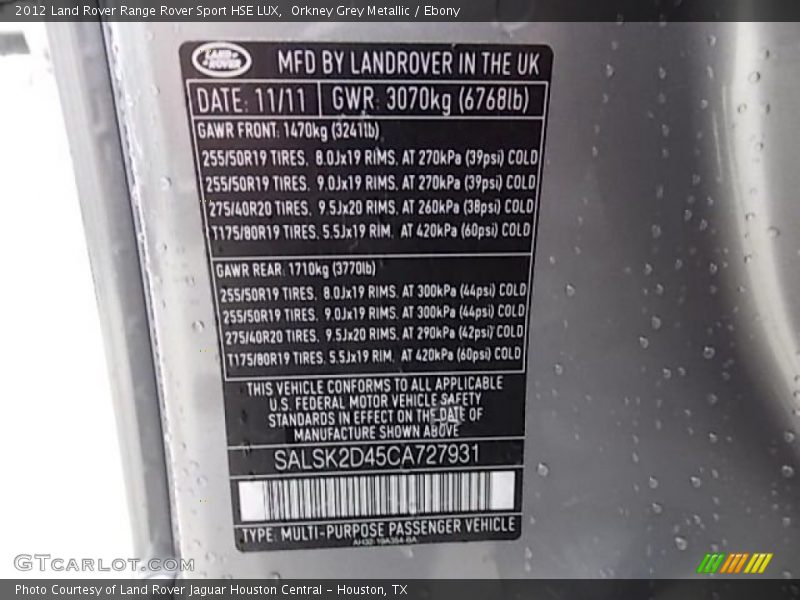 2012 Land Rover Range Rover Sport HSE LUX, Orkney Grey Metallic / Ebony
LAND ROVER MFD BY LANDROVER IN THE UK
DATE: 11/11 GWR: 3070kg (6768lb)
GAWR FRONT: 1470kg (3241lb)
255/50R19 TIRES, 8.0Jx19 RIMS, AT 270kPa (39psi) COLD
255/50R19 TIRES, 9.0Jx19 RIMS, AT 270kPa (39psi) COLD
275/40R20 TIRES, 9.5Jx20 RIMS, AT 260kPa (38psi) COLD
T175/80R19 TIRES, 5.5Jx19 RIM, AT 420kPa (60psi) COLD
GAWR REAR: 1710kg (3770lb)
255/50R19 TIRES, 8.0Jx19 RIMS, AT 300kPa (44psi) COLD
255/50R19 TIRES, 9.0Jx19 RIMS, AT 300kPa (44psi) COLD
275/40R20 TIRES, 9.5Jx20 RIMS, AT 290kPa (42psi) COLD
T175/80R19 TIRES, 5.5Jx19 RIM, AT 420kPa (60psi) COLD
THIS VEHICLE CONFORMS TO ALL APPLICABLE
U.S. FEDERAL MOTOR VEHICLE SAFETY
STANDARDS IN EFFECT ON THE DATE OF
MANUFACTURE SHOWN ABOVE
SALSK2D45CA727931
TYPE: MULTI-PURPOSE PASSENGER VEHICLE
GTCarlot.com
Photo Courtesy of Land Rover Jaguar Houston Central - Houston, TX